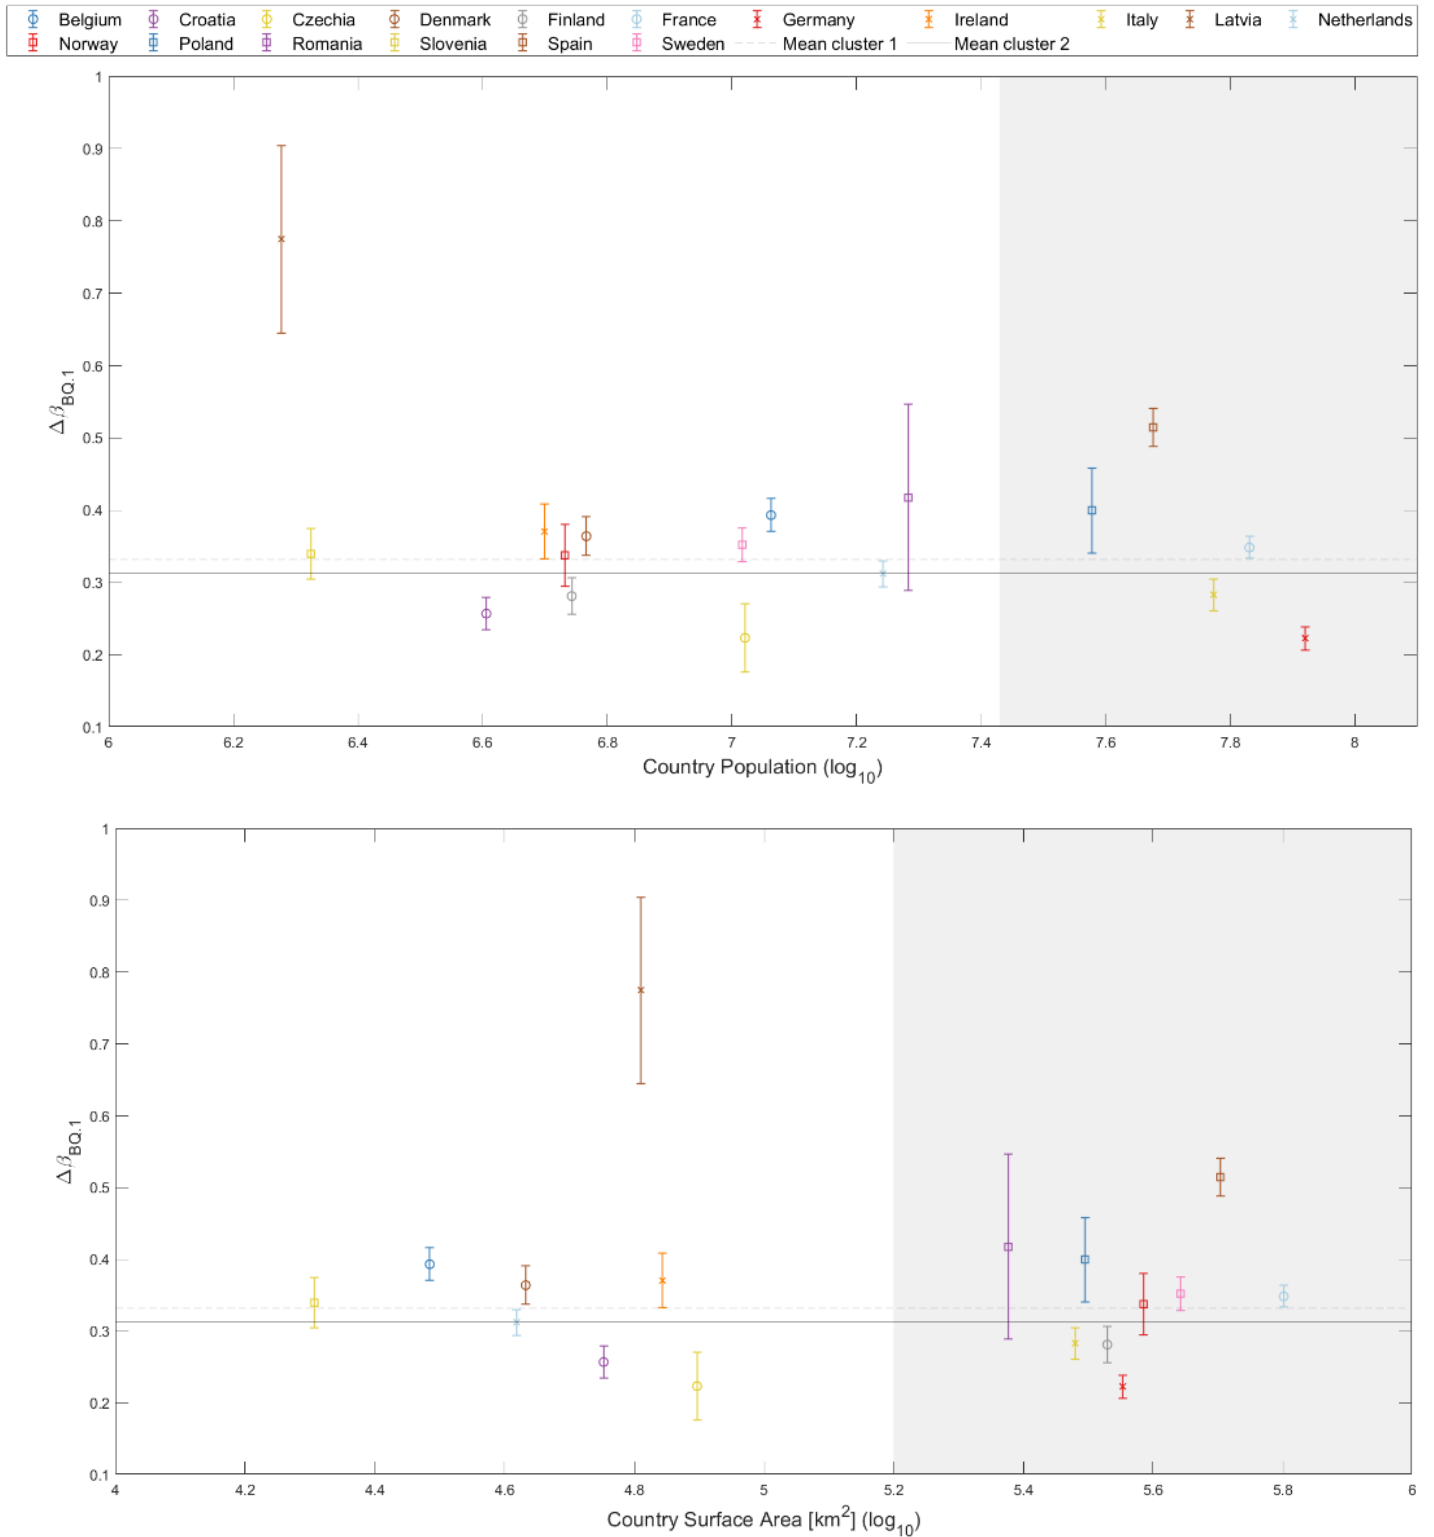 Belgium Croatia Czechia Denmark Finland France Germany Ireland Italy Latvia Netherlands
Norway Poland Romania Slovenia Spain Sweden Mean cluster 1 Mean cluster 2
1
0.9
0.8
0.7
0.6
0.5
0.4
0.3
0.2
0.1
Δβ_BQ.1
6 6.2 6.4 6.6 6.8 7 7.2 7.4 7.6 7.8 8
Country Population (log_10)
1
0.9
0.8
0.7
0.6
0.5
0.4
0.3
0.2
0.1
Δβ_BQ.1
4 4.2 4.4 4.6 4.8 5 5.2 5.4 5.6 5.8 6
Country Surface Area [km²] (log_10)